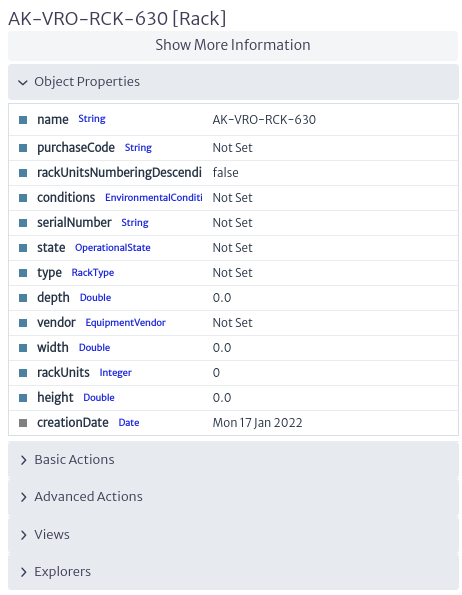 AK-VRO-RCK-630 [Rack]
Show More Information
Object Properties
name String AK-VRO-RCK-630
purchaseCode String Not Set
rackUnitsNumberingDescendi false
conditions EnvironmentalConditi Not Set
serialNumber String Not Set
state OperationalState Not Set
type RackType Not Set
depth Double 0.0
vendor EquipmentVendor Not Set
width Double 0.0
rackUnits Integer 0
height Double 0.0
creationDate Date Mon 17 Jan 2022
Basic Actions
Advanced Actions
Views
Explorers